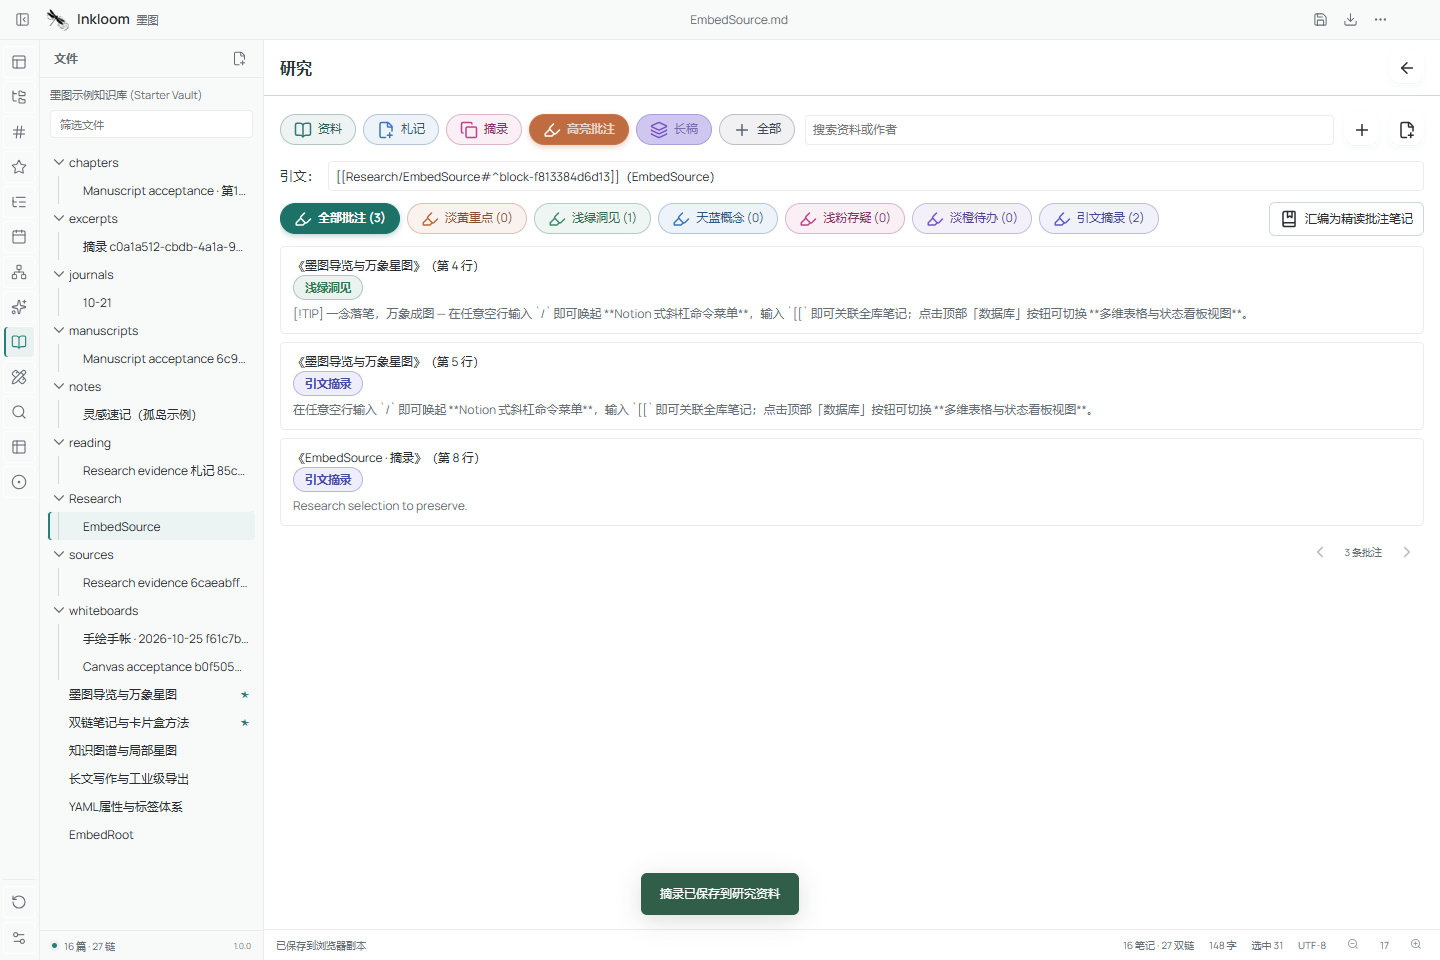 Inkloom 墨图
EmbedSource.md
文件
墨图示例知识库 (Starter Vault)
筛选文件
chapters
Manuscript acceptance · 第1...
excerpts
摘录 c0a1a512-cbdb-4a1a-9...
journals
10-21
manuscripts
Manuscript acceptance 6c9...
notes
灵感速记（孤岛示例）
reading
Research evidence 札记 85c...
Research
EmbedSource
sources
Research evidence 6caeabff...
whiteboards
手绘手帐 · 2026-10-25 f61c7b...
Canvas acceptance b0f505...
墨图导览与万象星图
双链笔记与卡片盒方法
知识图谱与局部星图
长文写作与工业级导出
YAML属性与标签体系
EmbedRoot
16 篇 · 27 链
1.0.0
研究
资料
札记
摘录
高亮批注
长稿
全部
搜索资料或作者
引文：
[[Research/EmbedSource#^block-f813384d6d13]] (EmbedSource)
全部批注 (3)
淡黄重点 (0)
浅绿洞见 (1)
天蓝概念 (0)
浅粉存疑 (0)
淡橙待办 (0)
引文摘录 (2)
汇编为精读批注笔记
《墨图导览与万象星图》（第 4 行）
浅绿洞见
[!TIP] 一念落笔，万象成图 — 在任意空行输入 `/` 即可唤起 **Notion 式斜杠命令菜单**，输入 `[[` 即可关联全库笔记；点击顶部「数据库」按钮可切换 **多维表格与状态看板视图**。
《墨图导览与万象星图》（第 5 行）
引文摘录
在任意空行输入 `/` 即可唤起 **Notion 式斜杠命令菜单**，输入 `[[` 即可关联全库笔记；点击顶部「数据库」按钮可切换 **多维表格与状态看板视图**。
《EmbedSource · 摘录》（第 8 行）
引文摘录
Research selection to preserve.
3 条批注
摘录已保存到研究资料
已保存到浏览器副本
16 笔记 · 27 双链
148 字
选中 31
UTF-8
17